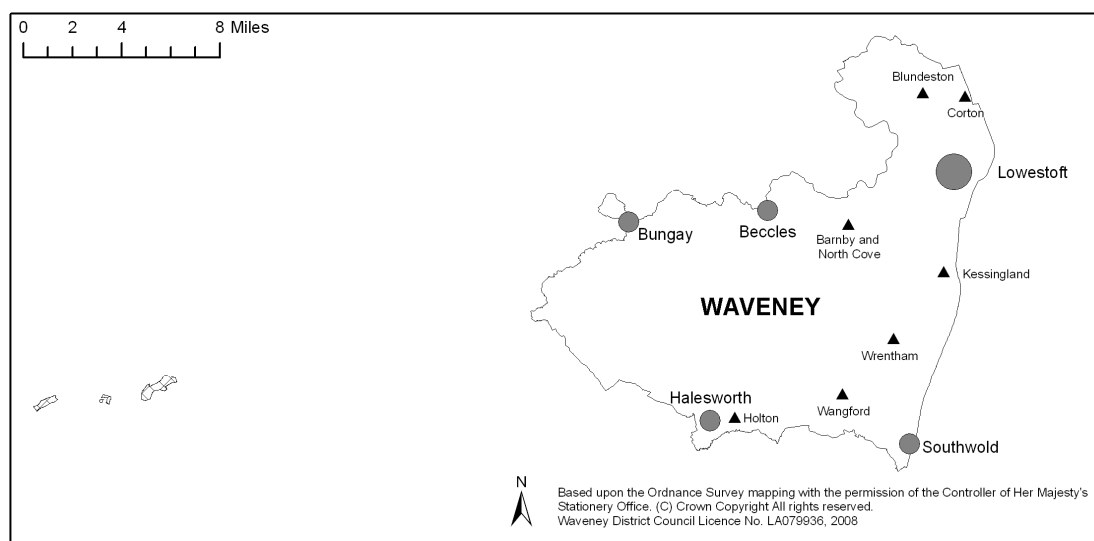 0 2 4 8 Miles
Blundeston
Corton
Lowestoft
Beccles
Bungay
Barnby and
North Cove
Kessingland
WAVENEY
Wrentham
Halesworth
Holton
Wangford
Southwold
N
Based upon the Ordnance Survey mapping with the permission of the Controller of Her Majesty's
Stationery Office. (C) Crown Copyright All rights reserved.
Waveney District Council Licence No. LA079936, 2008